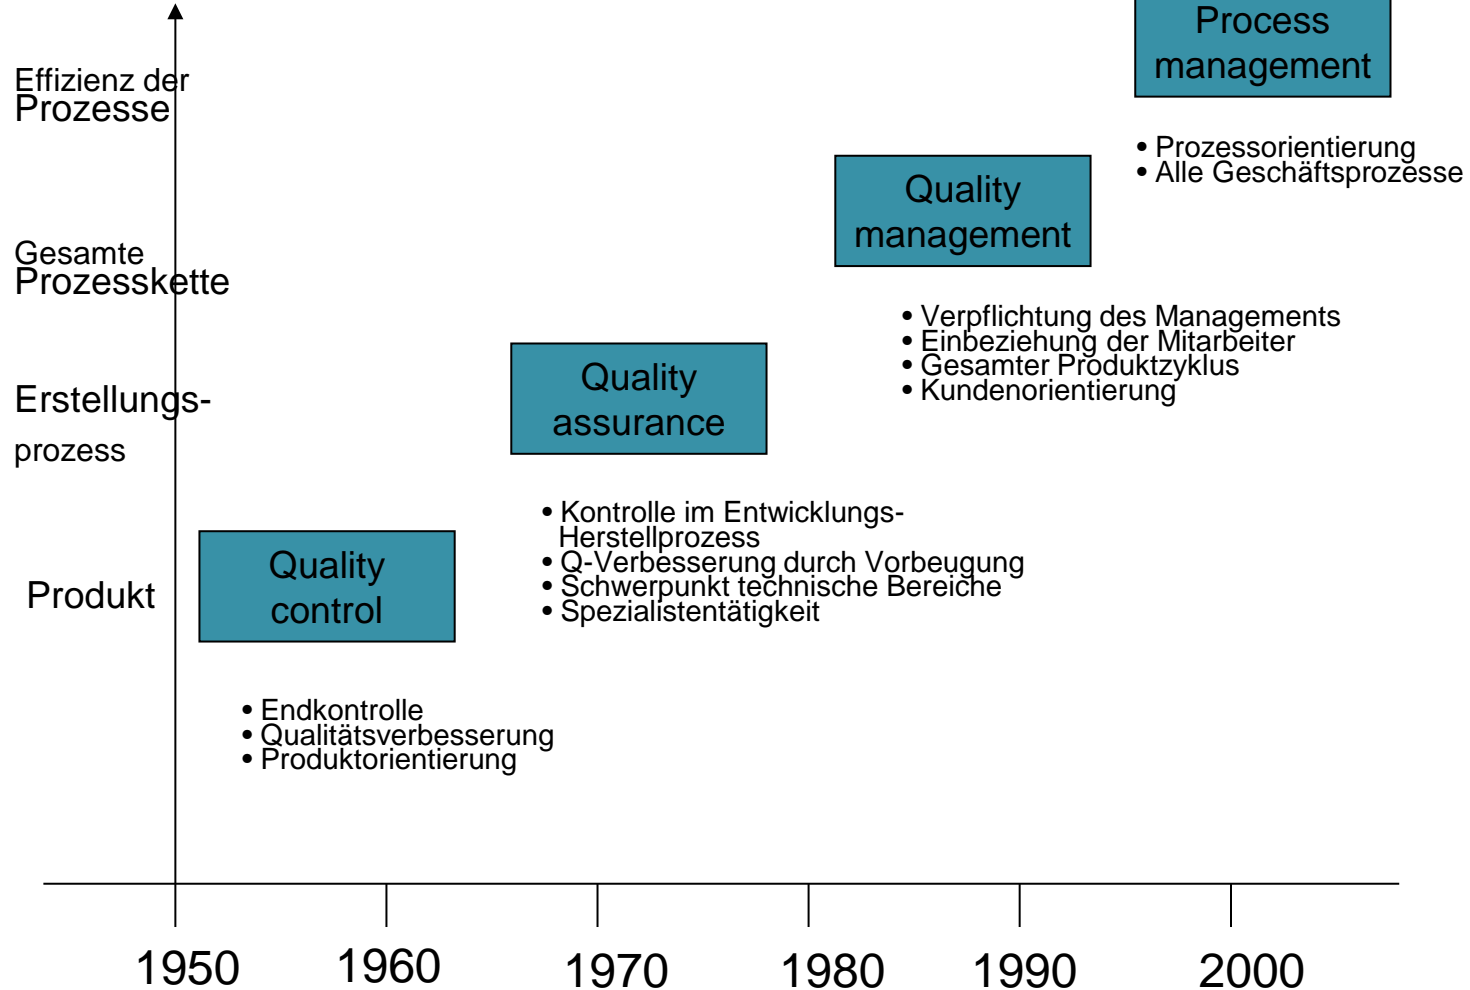 Process
management
Effizienz der
Prozesse
• Prozessorientierung
• Alle Geschäftsprozesse
Quality
management
Gesamte
Prozesskette
• Verpflichtung des Managements
• Einbeziehung der Mitarbeiter
• Gesamter Produktzyklus
• Kundenorientierung
Quality
assurance
Erstellungs-
prozess
• Kontrolle im Entwicklungs-
Herstellprozess
• Q-Verbesserung durch Vorbeugung
• Schwerpunkt technische Bereiche
• Spezialistentätigkeit
Quality
control
Produkt
• Endkontrolle
• Qualitätsverbesserung
• Produktorientierung
1950 1960 1970 1980 1990 2000